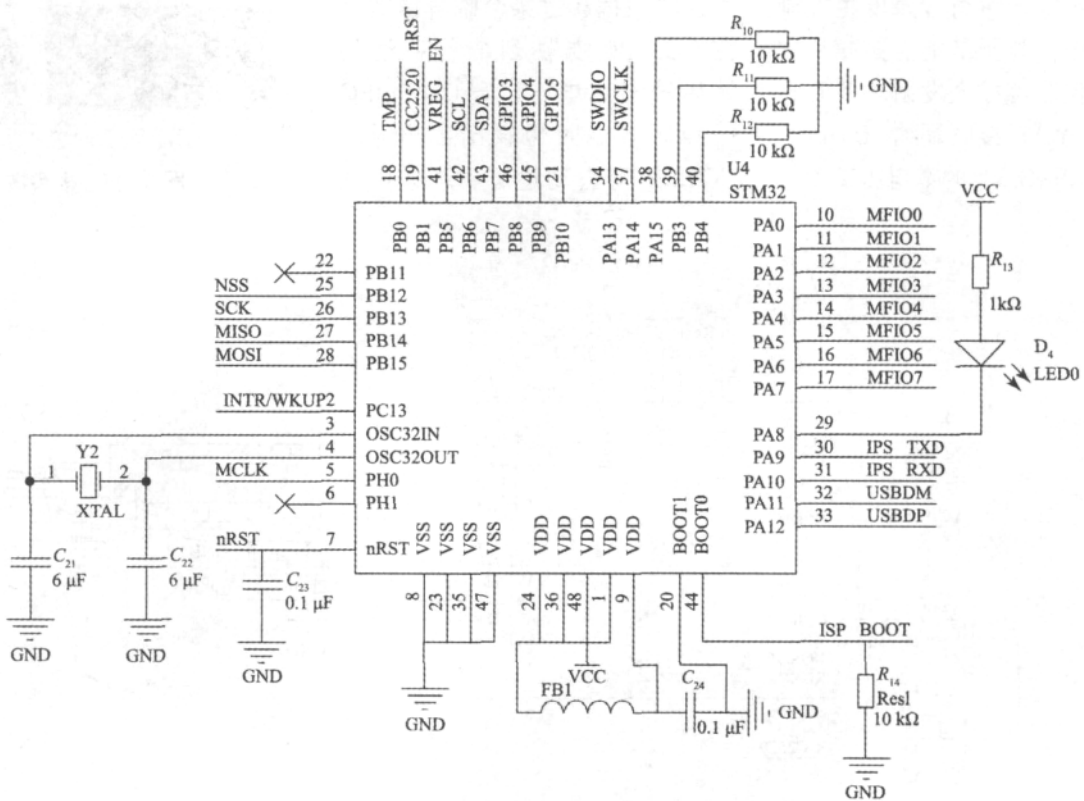 TMP
CC2520 nRST
VREG EN
SCL
SDA
GPIO3
GPIO4
GPIO5
SWDIO
SWCLK
18
19
41
42
43
46
45
21
34
37
38
39
40
R10
10 kΩ
R11
10 kΩ
R12
10 kΩ
GND
U4
STM32
PB0
PB1
PB5
PB6
PB7
PB8
PB9
PB10
PA13
PA14
PA15
PB3
PB4
22 PB11
NSS 25 PB12
SCK 26 PB13
MISO 27 PB14
MOSI 28 PB15
INTR/WKUP2 PC13
3 OSC32IN
4 OSC32OUT
MCLK 5 PH0
6 PH1
nRST 7 nRST
Y2
1 2
XTAL
C21
6 μF
GND
C22
6 μF
GND
C23
0.1 μF
GND
PA0 10 MFIO0
PA1 11 MFIO1
PA2 12 MFIO2
PA3 13 MFIO3
PA4 14 MFIO4
PA5 15 MFIO5
PA6 16 MFIO6
PA7 17 MFIO7
PA8 29
PA9 30 IPS TXD
PA10 31 IPS RXD
PA11 32 USBDM
PA12 33 USBDP
VCC
R13
1kΩ
D4
LED0
VSS
VSS
VSS
VSS
VDD
VDD
VDD
VDD
VDD
BOOT1
BOOT0
8
23
35
47
24
36
48
1
9
20
44
GND
VCC
FB1
C24
0.1 μF
GND
ISP BOOT
R14
Resl
10 kΩ
GND